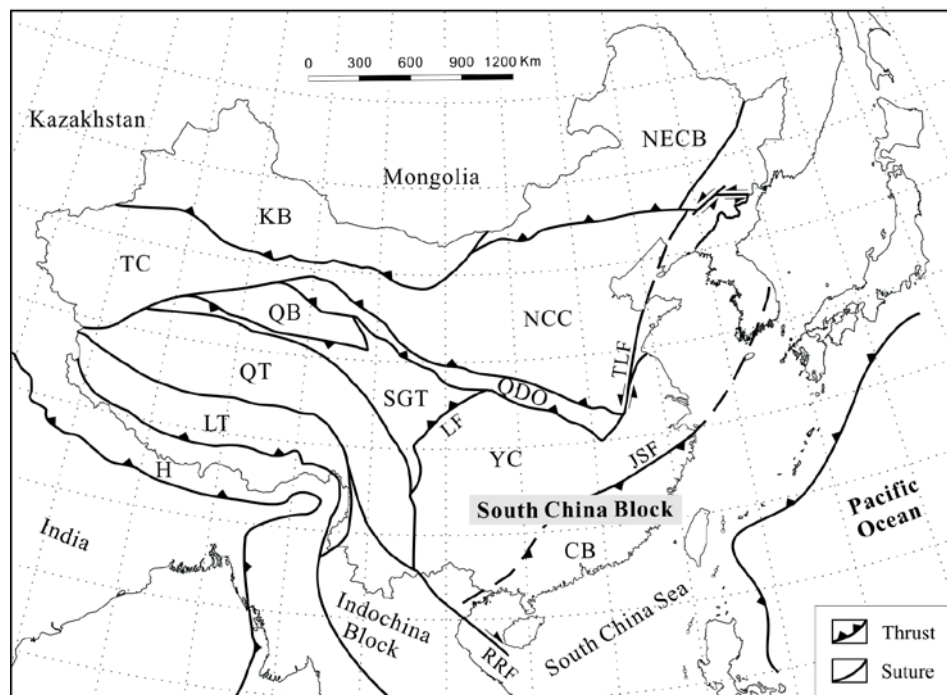 0 300 600 900 1200 Km
Kazakhstan
Mongolia
NECB
KB
TC
QB
NCC
TLF
QT
SGT
QDO
LT
LF
YC
JSF
H
South China Block
Pacific
Ocean
India
CB
Indochina
Block
South China Sea
RRF
Thrust
Suture